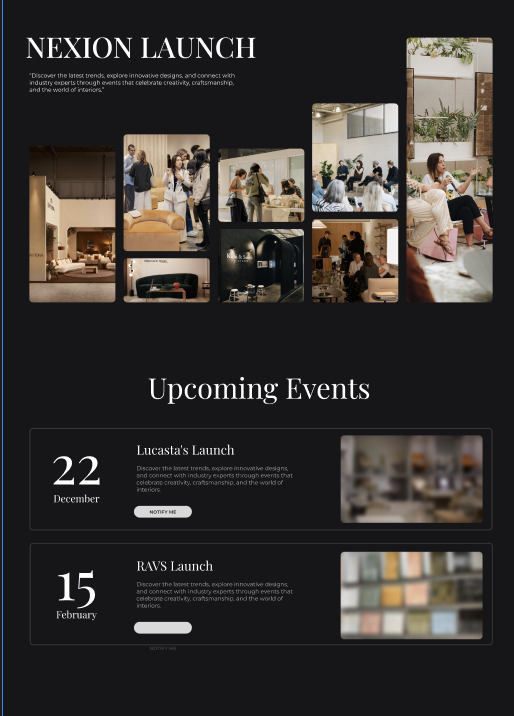 NEXION LAUNCH
"Discover the latest trends, explore innovative designs, and connect with
industry experts through events that celebrate creativity, craftsmanship,
and the world of interiors."
Upcoming Events
22
December
Lucasta's Launch
Discover the latest trends, explore innovative designs,
and connect with industry experts through events that
celebrate creativity, craftsmanship, and the world of
interiors.
NOTIFY ME
15
February
RAVS Launch
Discover the latest trends, explore innovative designs,
and connect with industry experts through events that
celebrate creativity, craftsmanship, and the world of
interiors.
NOTIFY ME